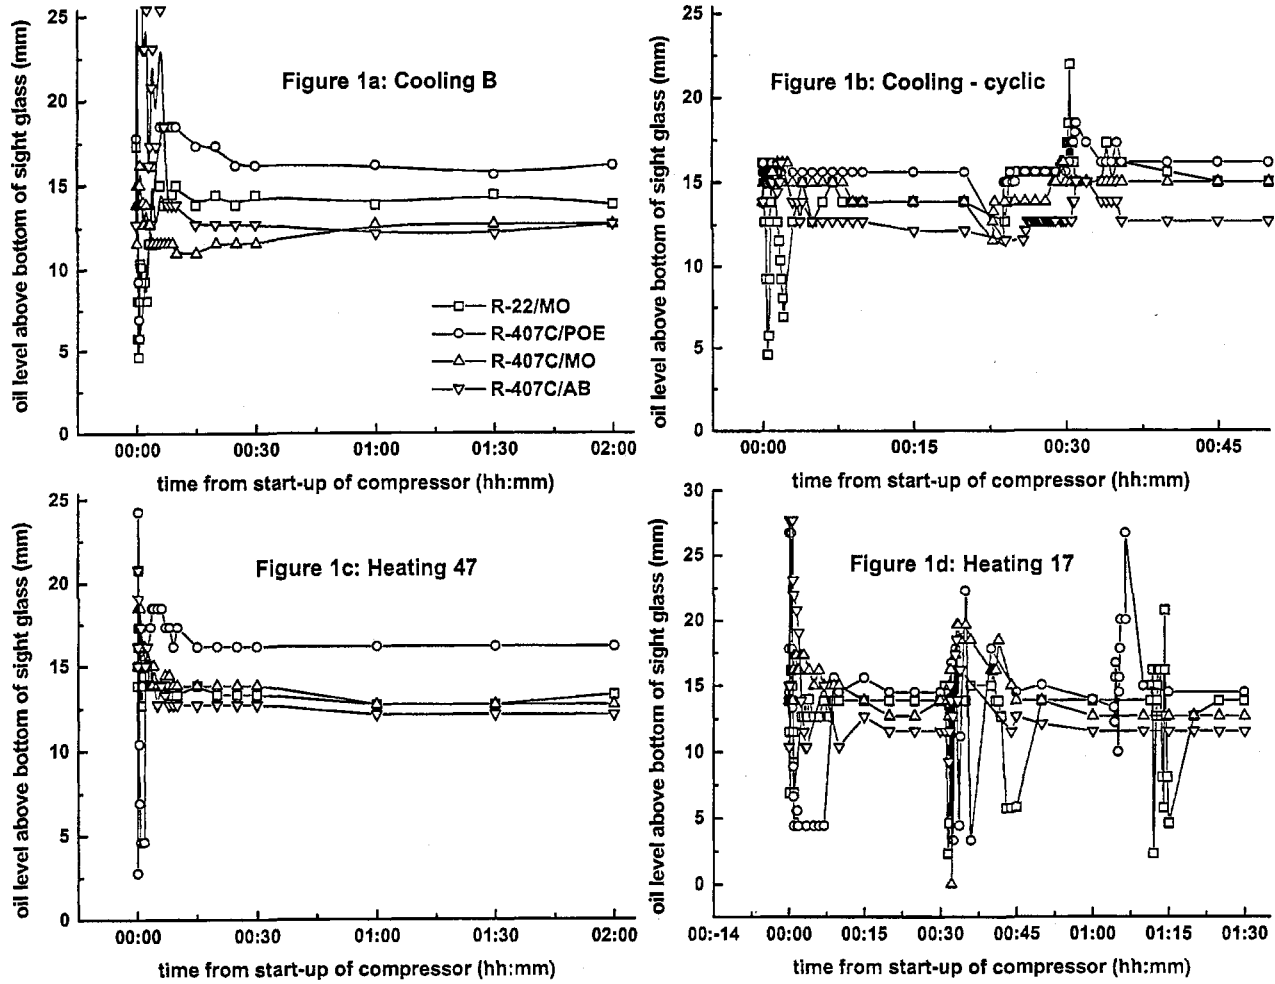 oil level above bottom of sight glass (mm)
25
20
15
10
5
0
Figure 1a: Cooling B
R-22/MO
R-407C/POE
R-407C/MO
R-407C/AB
00:00
00:30
01:00
01:30
02:00
time from start-up of compressor (hh:mm)
oil level above bottom of sight glass (mm)
25
20
15
10
5
0
Figure 1b: Cooling - cyclic
00:00
00:15
00:30
00:45
time from start-up of compressor (hh:mm)
oil level above bottom of sight glass (mm)
25
20
15
10
5
0
Figure 1c: Heating 47
00:00
00:30
01:00
01:30
02:00
time from start-up of compressor (hh:mm)
oil level above bottom of sight glass (mm)
30
25
20
15
10
5
0
Figure 1d: Heating 17
00:-14
00:00
00:15
00:30
00:45
01:00
01:15
01:30
time from start-up of compressor (hh:mm)